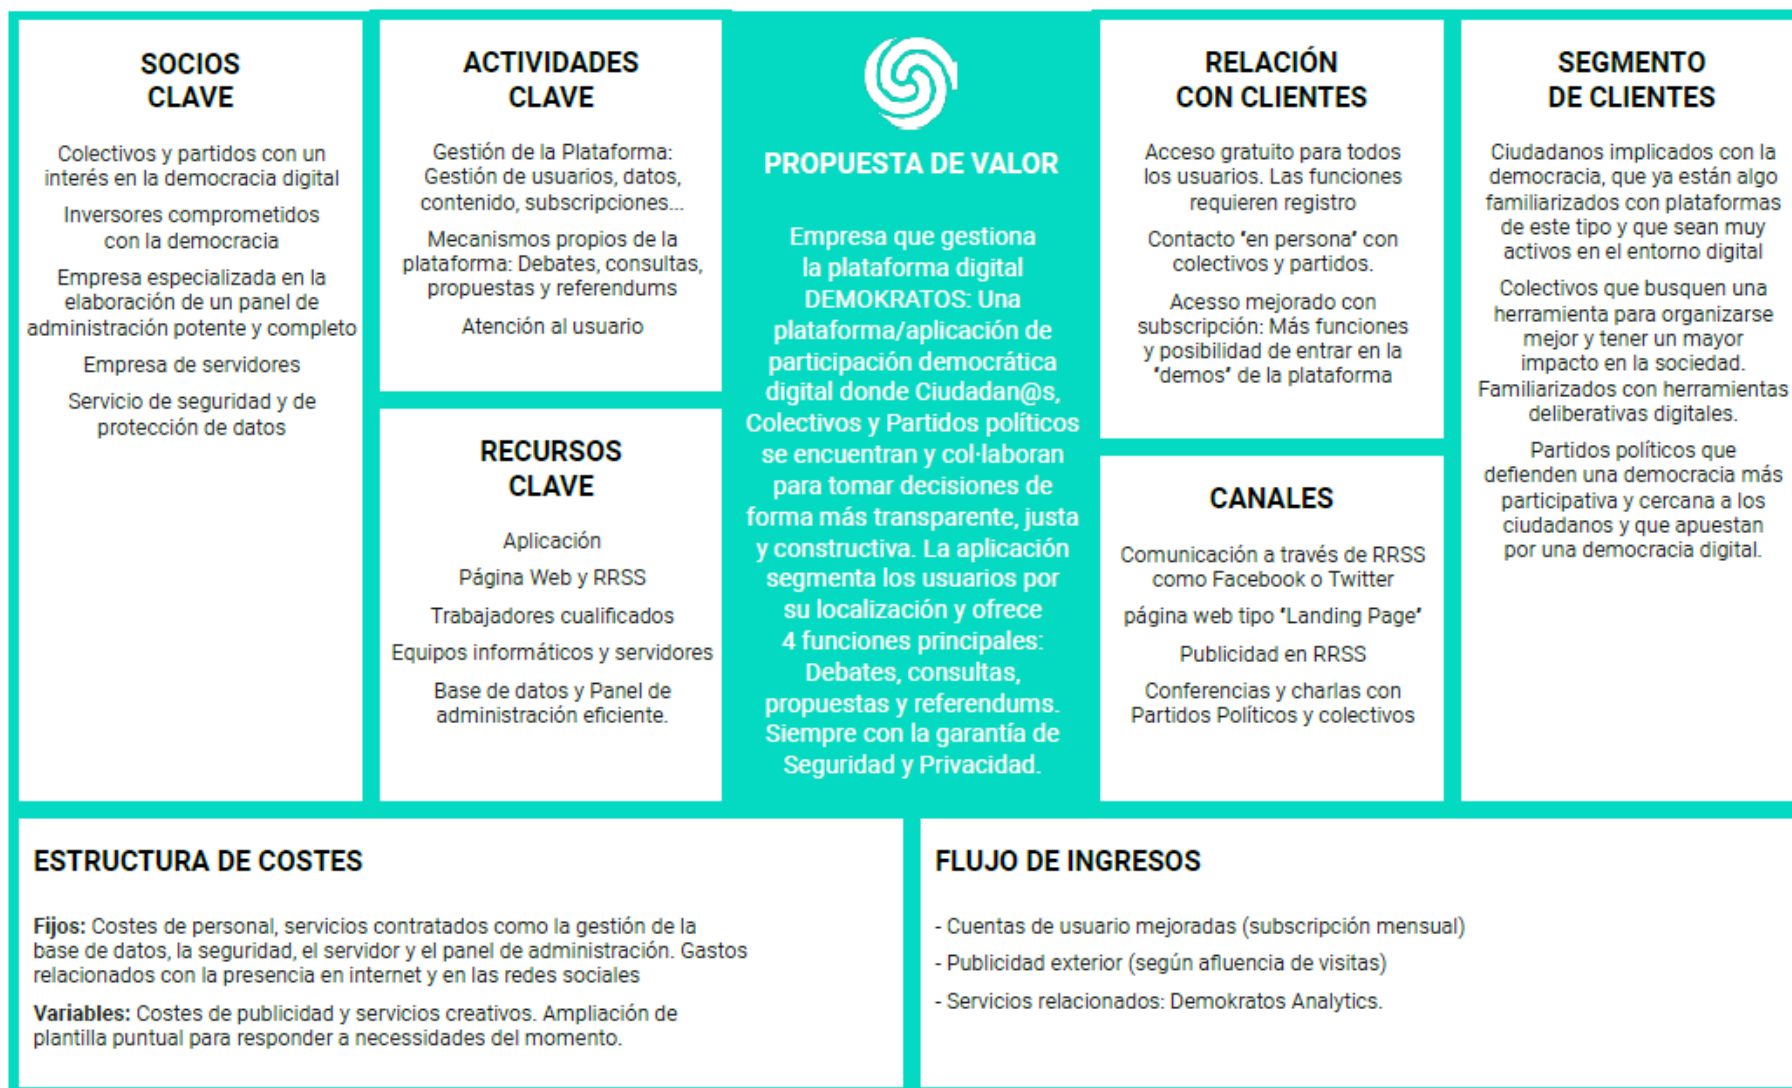 SOCIOS
CLAVE
Colectivos y partidos con un
interés en la democracia digital
Inversores comprometidos
con la democracia
Empresa especializada en la
elaboración de un panel de
administración potente y completo
Empresa de servidores
Servicio de seguridad y de
protección de datos
ACTIVIDADES
CLAVE
Gestión de la Plataforma:
Gestión de usuarios, datos,
contenido, subscripciones...
Mecanismos propios de la
plataforma: Debates, consultas,
propuestas y referendums
Atención al usuario
RECURSOS
CLAVE
Aplicación
Página Web y RRSS
Trabajadores cualificados
Equipos informáticos y servidores
Base de datos y Panel de
administración eficiente.
PROPUESTA DE VALOR
Empresa que gestiona
la plataforma digital
DEMOKRATOS: Una
plataforma/aplicación de
participación democrática
digital donde Ciudadan@s,
Colectivos y Partidos políticos
se encuentran y col·laboran
para tomar decisiones de
forma más transparente, justa
y constructiva. La aplicación
segmenta los usuarios por
su localización y ofrece
4 funciones principales:
Debates, consultas,
propuestas y referendums.
Siempre con la garantía de
Seguridad y Privacidad.
RELACIÓN
CON CLIENTES
Acceso gratuito para todos
los usuarios. Las funciones
requieren registro
Contacto "en persona" con
colectivos y partidos.
Acesso mejorado con
subscripción: Más funciones
y posibilidad de entrar en la
"demos" de la plataforma
CANALES
Comunicación a través de RRSS
como Facebook o Twitter
página web tipo "Landing Page"
Publicidad en RRSS
Conferencias y charlas con
Partidos Políticos y colectivos
SEGMENTO
DE CLIENTES
Ciudadanos implicados con la
democracia, que ya están algo
familiarizados con plataformas
de este tipo y que sean muy
activos en el entorno digital
Colectivos que busquen una
herramienta para organizarse
mejor y tener un mayor
impacto en la sociedad.
Familiarizados con herramientas
deliberativas digitales.
Partidos políticos que
defienden una democracia más
participativa y cercana a los
ciudadanos y que apuestan
por una democracia digital.
ESTRUCTURA DE COSTES
Fijos: Costes de personal, servicios contratados como la gestión de la
base de datos, la seguridad, el servidor y el panel de administración. Gastos
relacionados con la presencia en internet y en las redes sociales
Variables: Costes de publicidad y servicios creativos. Ampliación de
plantilla puntual para responder a necessidades del momento.
FLUJO DE INGRESOS
- Cuentas de usuario mejoradas (subscripción mensual)
- Publicidad exterior (según afluencia de visitas)
- Servicios relacionados: Demokratos Analytics.